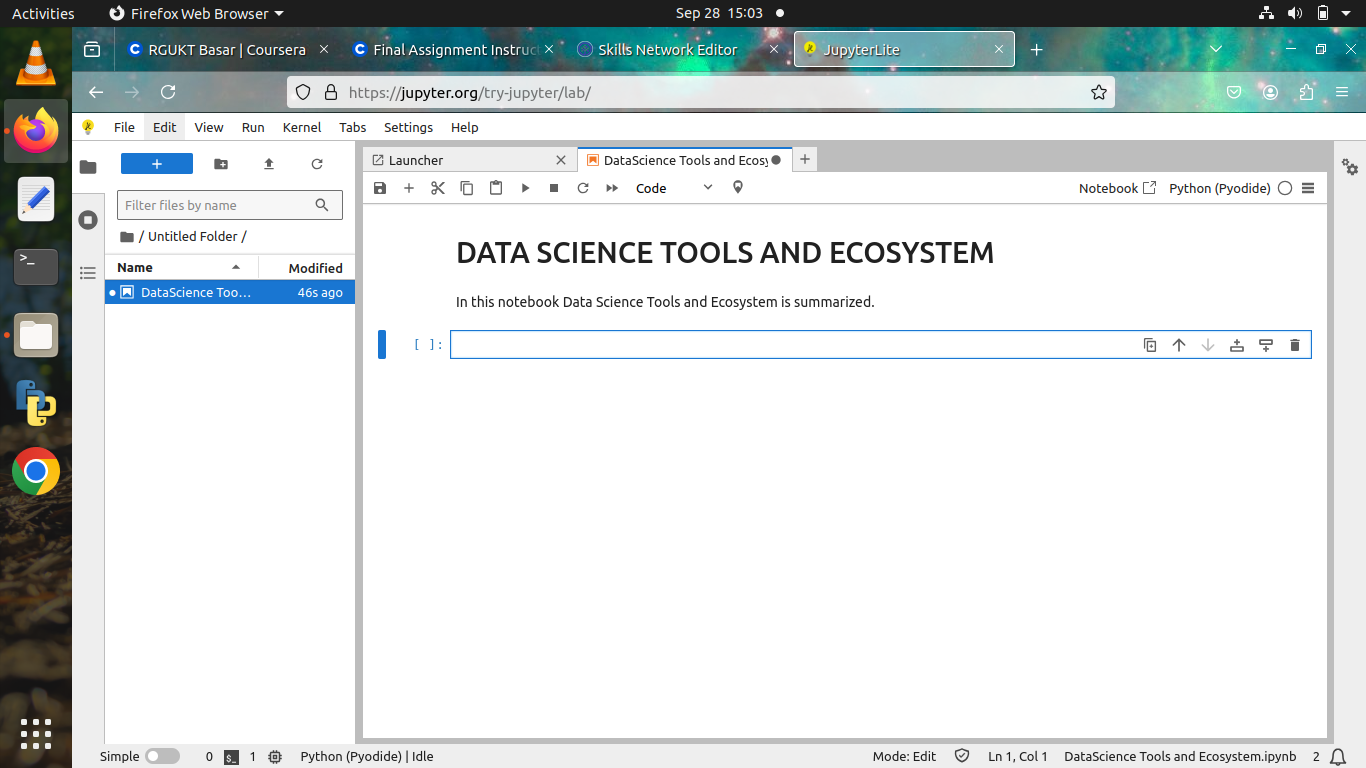 Activities
Firefox Web Browser
Sep 28 15:03
RGUKT Basar | Coursera
Final Assignment Instruc
Skills Network Editor
JupyterLite
https://jupyter.org/try-jupyter/lab/
File Edit View Run Kernel Tabs Settings Help
Filter files by name
/ Untitled Folder /
Name Modified
DataScience Too... 46s ago
Launcher
DataScience Tools and Ecosy
Code
Notebook
Python (Pyodide)
DATA SCIENCE TOOLS AND ECOSYSTEM
In this notebook Data Science Tools and Ecosystem is summarized.
[ ]:
Simple 0 $_ 1 Python (Pyodide) | Idle
Mode: Edit Ln 1, Col 1 DataScience Tools and Ecosystem.ipynb 2